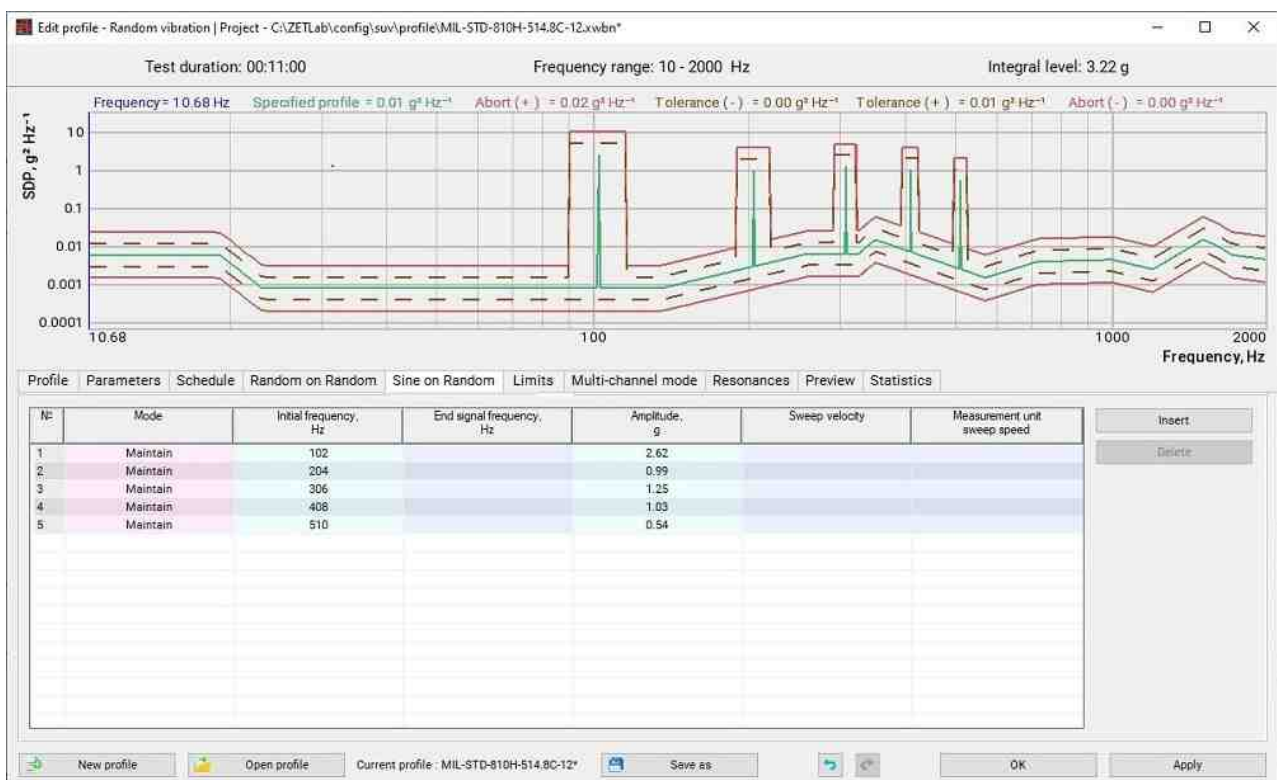 Edit profile - Random vibration | Project - C:\ZETLab\config\suv\profile\MIL-STD-810H-514.8C-12.xwbn*
Test duration: 00:11:00 Frequency range: 10 - 2000 Hz Integral level: 3.22 g
Frequency = 10.68 Hz Specified profile = 0.01 g² Hz⁻¹ Abort ( + ) = 0.02 g² Hz⁻¹ Tolerance ( - ) = 0.00 g² Hz⁻¹ Tolerance ( + ) = 0.01 g² Hz⁻¹ Abort ( - ) = 0.00 g² Hz⁻¹
SDP, g² Hz⁻¹
10
1
0.1
0.01
0.001
0.0001
10.68 100 1000 2000
Frequency, Hz
Profile Parameters Schedule Random on Random Sine on Random Limits Multi-channel mode Resonances Preview Statistics
№ Mode Initial frequency, Hz End signal frequency, Hz Amplitude, g Sweep velocity Measurement unit sweep speed
Insert
Delete
1 Maintain 102 2.62
2 Maintain 204 0.99
3 Maintain 306 1.25
4 Maintain 408 1.03
5 Maintain 510 0.54
New profile Open profile Current profile : MIL-STD-810H-514.8C-12* Save as OK Apply